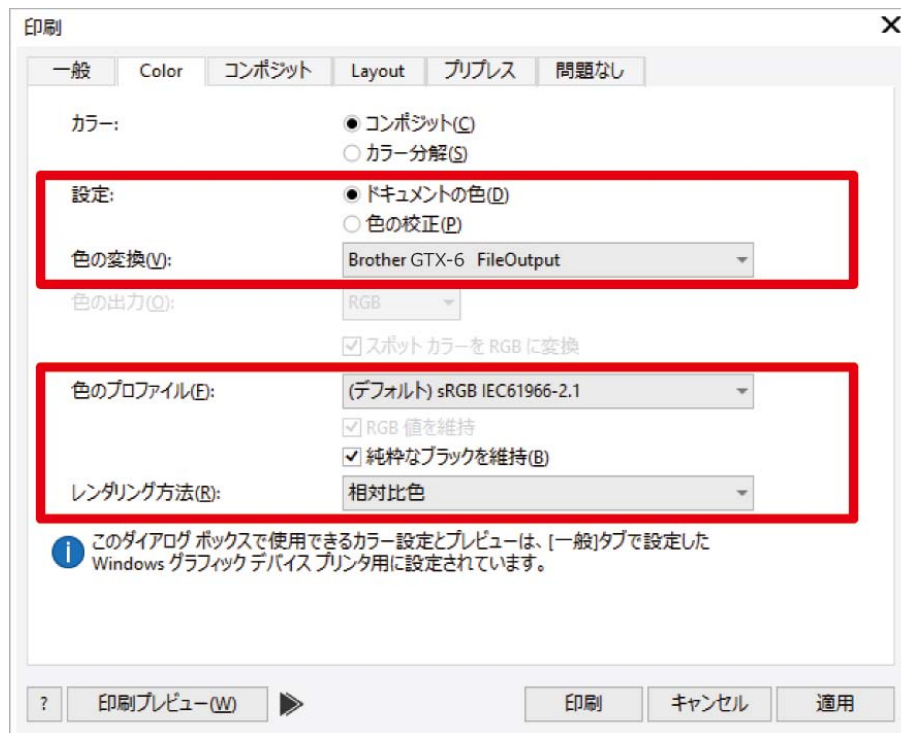 印刷
一般 Color コンポジット Layout プリプレス 問題なし
カラー: コンポジット(C)
カラー分解(S)
設定: ドキュメントの色(D)
色の校正(P)
色の変換(V): Brother GTX-6 FileOutput
色の出力(O): RGB
スポット カラーを RGB に変換
色のプロファイル(F): (デフォルト) sRGB IEC61966-2.1
RGB 値を維持
純粋なブラックを維持(B)
レンダリング方法(R): 相対比色
このダイアログ ボックスで使用できるカラー設定とプレビューは、[一般]タブで設定した
Windows グラフィック デバイス プリンタ用に設定されています。
? 印刷プレビュー(W) 印刷 キャンセル 適用